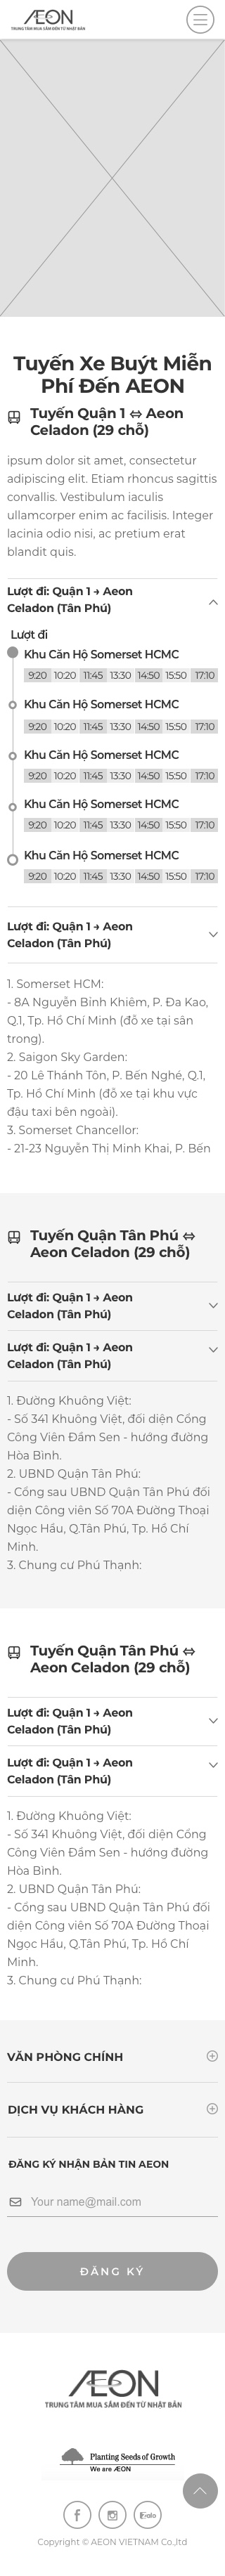 ÆON
TRUNG TÂM MUA SẮM ĐẾN TỪ NHẬT BẢN
Tuyến Xe Buýt Miễn
Phí Đến AEON
Tuyến Quận 1 ⇔ Aeon
Celadon (29 chỗ)
ipsum dolor sit amet, consectetur
adipiscing elit. Etiam rhoncus sagittis
convallis. Vestibulum iaculis
ullamcorper enim ac facilisis. Integer
lacinia odio nisi, ac pretium erat
blandit quis.
Lượt đi: Quận 1 → Aeon
Celadon (Tân Phú)
Lượt đi
Khu Căn Hộ Somerset HCMC
9:20 10:20 11:45 13:30 14:50 15:50 17:10
Khu Căn Hộ Somerset HCMC
9:20 10:20 11:45 13:30 14:50 15:50 17:10
Khu Căn Hộ Somerset HCMC
9:20 10:20 11:45 13:30 14:50 15:50 17:10
Khu Căn Hộ Somerset HCMC
9:20 10:20 11:45 13:30 14:50 15:50 17:10
Khu Căn Hộ Somerset HCMC
9:20 10:20 11:45 13:30 14:50 15:50 17:10
Lượt đi: Quận 1 → Aeon
Celadon (Tân Phú)
1. Somerset HCM:
- 8A Nguyễn Bỉnh Khiêm, P. Đa Kao,
Q.1, Tp. Hồ Chí Minh (đỗ xe tại sân
trong).
2. Saigon Sky Garden:
- 20 Lê Thánh Tôn, P. Bến Nghé, Q.1,
Tp. Hồ Chí Minh (đỗ xe tại khu vực
đậu taxi bên ngoài).
3. Somerset Chancellor:
- 21-23 Nguyễn Thị Minh Khai, P. Bến
Tuyến Quận Tân Phú ⇔
Aeon Celadon (29 chỗ)
Lượt đi: Quận 1 → Aeon
Celadon (Tân Phú)
Lượt đi: Quận 1 → Aeon
Celadon (Tân Phú)
1. Đường Khuông Việt:
- Số 341 Khuông Việt, đối diện Cổng
Công Viên Đầm Sen - hướng đường
Hòa Bình.
2. UBND Quận Tân Phú:
- Cổng sau UBND Quận Tân Phú đối
diện Công viên Số 70A Đường Thoại
Ngọc Hầu, Q.Tân Phú, Tp. Hồ Chí
Minh.
3. Chung cư Phú Thạnh:
Tuyến Quận Tân Phú ⇔
Aeon Celadon (29 chỗ)
Lượt đi: Quận 1 → Aeon
Celadon (Tân Phú)
Lượt đi: Quận 1 → Aeon
Celadon (Tân Phú)
1. Đường Khuông Việt:
- Số 341 Khuông Việt, đối diện Cổng
Công Viên Đầm Sen - hướng đường
Hòa Bình.
2. UBND Quận Tân Phú:
- Cổng sau UBND Quận Tân Phú đối
diện Công viên Số 70A Đường Thoại
Ngọc Hầu, Q.Tân Phú, Tp. Hồ Chí
Minh.
3. Chung cư Phú Thạnh:
VĂN PHÒNG CHÍNH
DỊCH VỤ KHÁCH HÀNG
ĐĂNG KÝ NHẬN BẢN TIN AEON
Your name@mail.com
ĐĂNG KÝ
ÆON
TRUNG TÂM MUA SẮM ĐẾN TỪ NHẬT BẢN
Planting Seeds of Growth
We are ÆON
Zalo
Copyright © AEON VIETNAM Co.,ltd